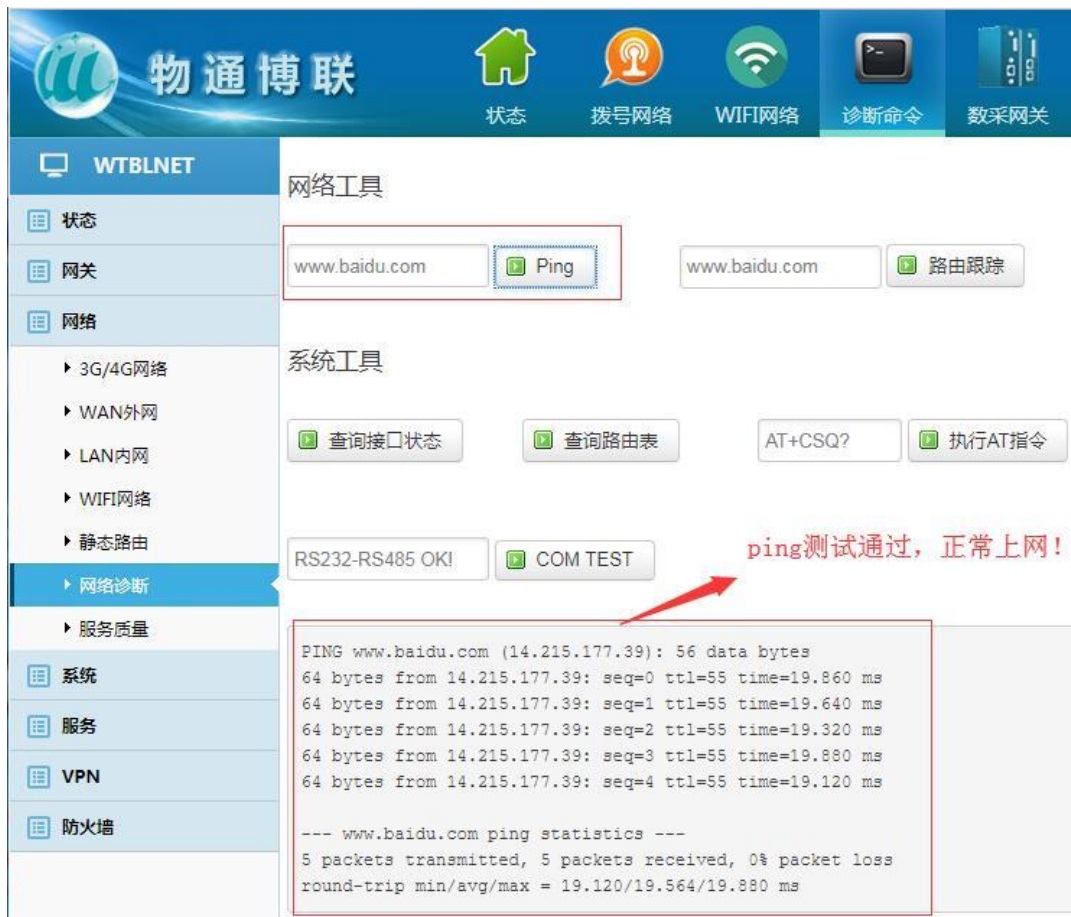 物通博联
状态
拨号网络
WIFI网络
诊断命令
数采网关
WTBLNET
状态
网关
网络
3G/4G网络
WAN外网
LAN内网
WIFI网络
静态路由
网络诊断
服务质量
系统
服务
VPN
防火墙
网络工具
www.baidu.com Ping www.baidu.com 路由跟踪
系统工具
查询接口状态 查询路由表 AT+CSQ? 执行AT指令
RS232-RS485 OK! COM TEST
ping测试通过，正常上网！
PING www.baidu.com (14.215.177.39): 56 data bytes
64 bytes from 14.215.177.39: seq=0 ttl=55 time=19.860 ms
64 bytes from 14.215.177.39: seq=1 ttl=55 time=19.640 ms
64 bytes from 14.215.177.39: seq=2 ttl=55 time=19.320 ms
64 bytes from 14.215.177.39: seq=3 ttl=55 time=19.880 ms
64 bytes from 14.215.177.39: seq=4 ttl=55 time=19.120 ms
--- www.baidu.com ping statistics ---
5 packets transmitted, 5 packets received, 0% packet loss
round-trip min/avg/max = 19.120/19.564/19.880 ms